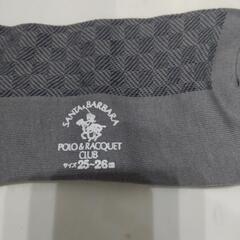 SANTA BARBARA
POLO & RACQUET
CLUB
サイズ 25~26㎝